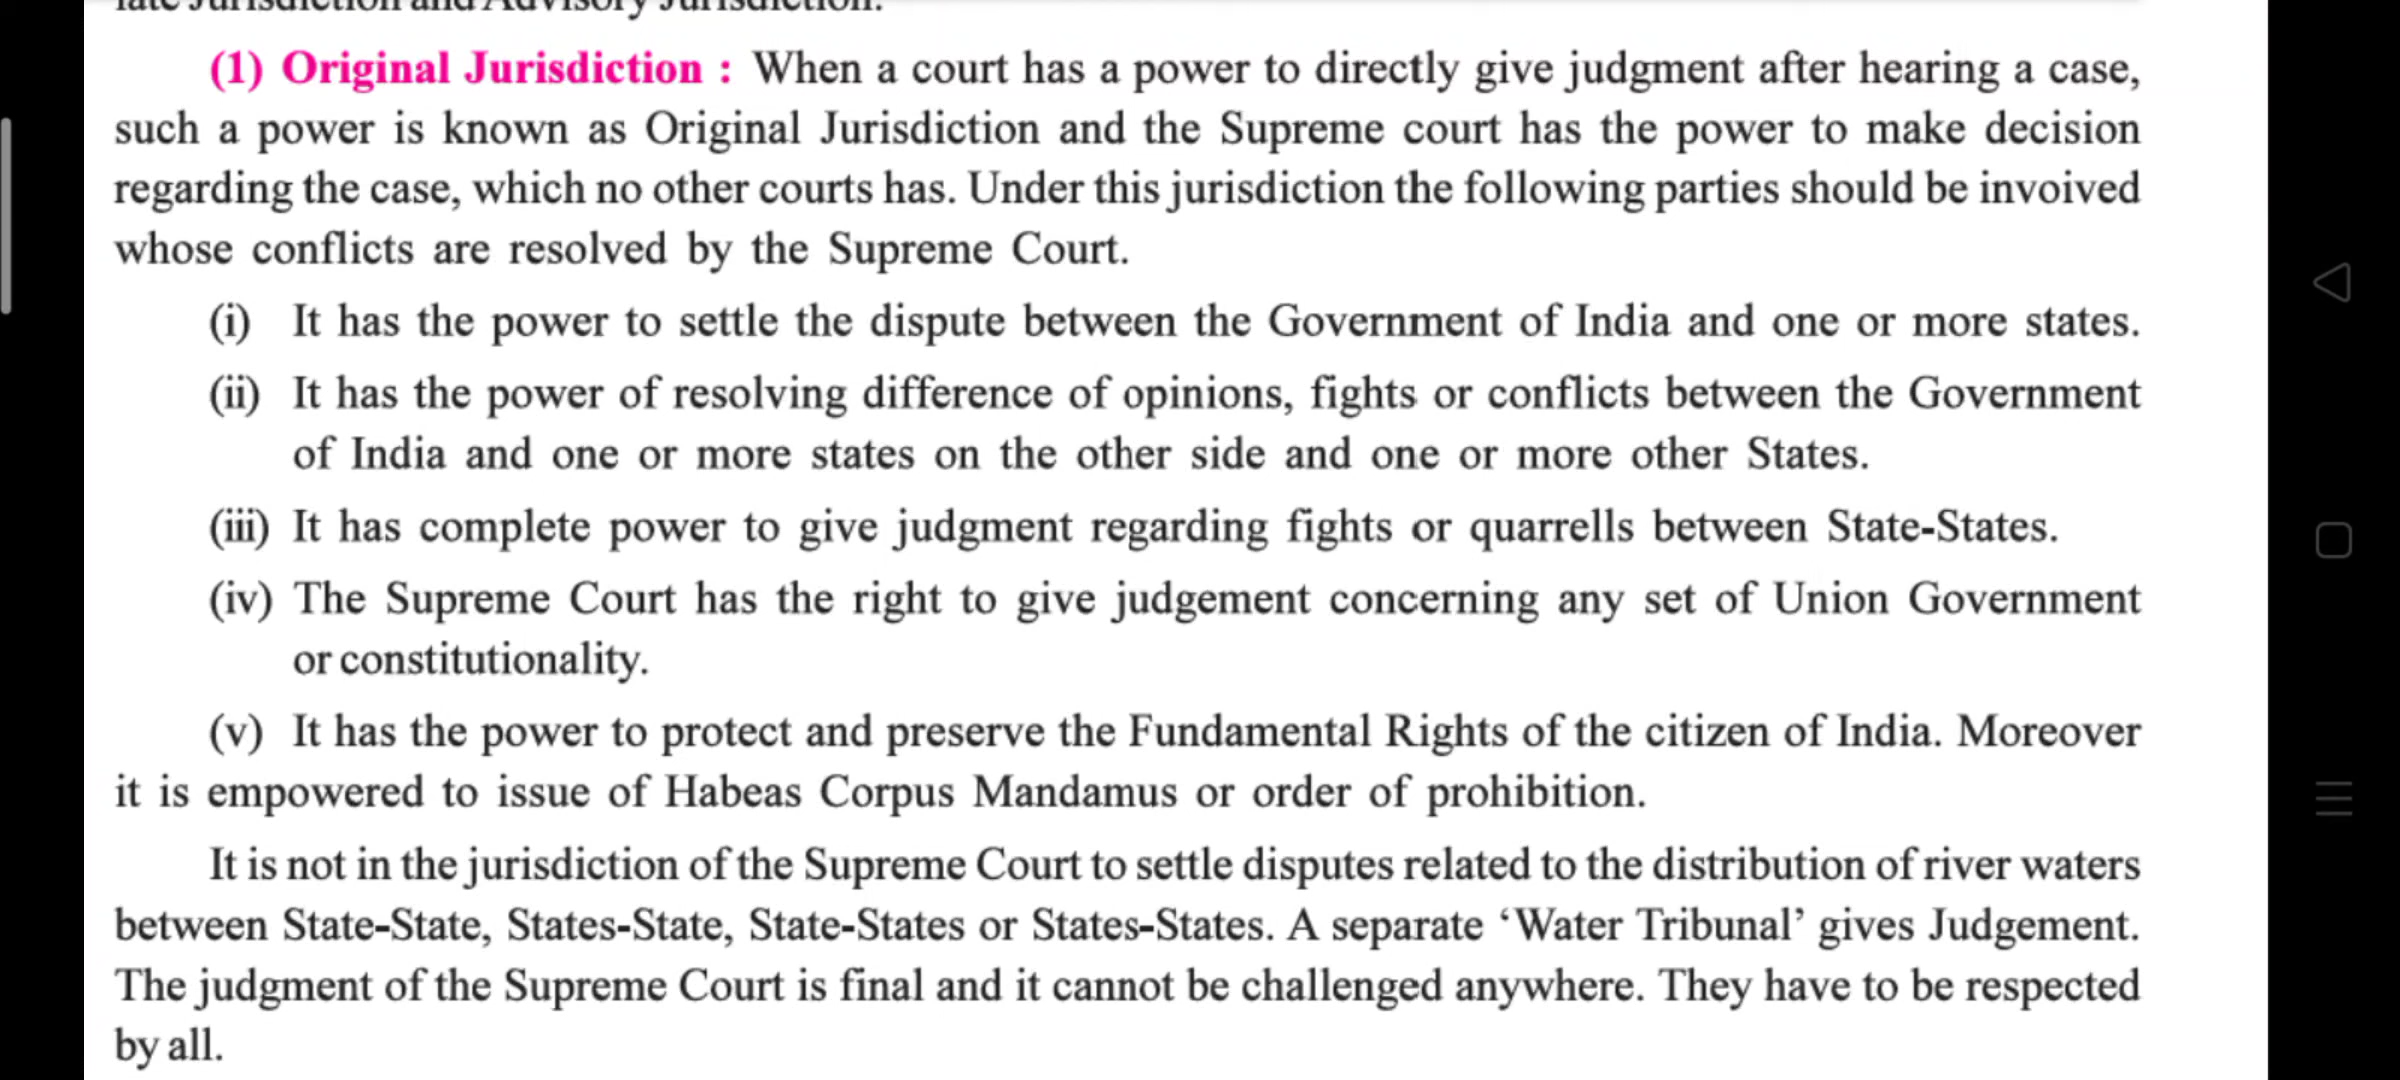 late Jurisdiction and Advisory Jurisdiction.
(1) Original Jurisdiction : When a court has a power to directly give judgment after hearing a case,
such a power is known as Original Jurisdiction and the Supreme court has the power to make decision
regarding the case, which no other courts has. Under this jurisdiction the following parties should be invoived
whose conflicts are resolved by the Supreme Court.
(i) It has the power to settle the dispute between the Government of India and one or more states.
(ii) It has the power of resolving difference of opinions, fights or conflicts between the Government
of India and one or more states on the other side and one or more other States.
(iii) It has complete power to give judgment regarding fights or quarrells between State-States.
(iv) The Supreme Court has the right to give judgement concerning any set of Union Government
or constitutionality.
(v) It has the power to protect and preserve the Fundamental Rights of the citizen of India. Moreover
it is empowered to issue of Habeas Corpus Mandamus or order of prohibition.
It is not in the jurisdiction of the Supreme Court to settle disputes related to the distribution of river waters
between State-State, States-State, State-States or States-States. A separate ‘Water Tribunal’ gives Judgement.
The judgment of the Supreme Court is final and it cannot be challenged anywhere. They have to be respected
by all.